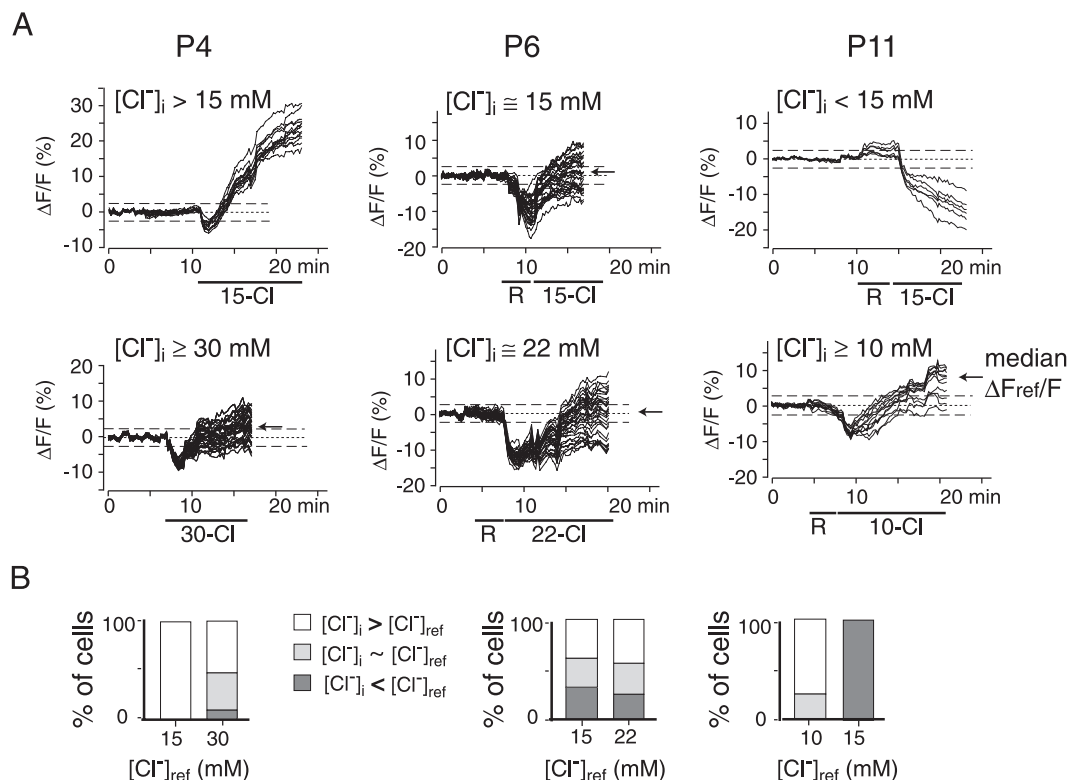 A
P4
P6
P11
[Cl⁻]i > 15 mM
[Cl⁻]i ≅ 15 mM
[Cl⁻]i < 15 mM
ΔF/F (%)
30
20
10
0
-10
0
10
20 min
15-Cl
ΔF/F (%)
10
0
-10
-20
0
10
20 min
R
15-Cl
ΔF/F (%)
10
0
-10
-20
0
10
20 min
R
15-Cl
[Cl⁻]i ≥ 30 mM
[Cl⁻]i ≅ 22 mM
[Cl⁻]i ≥ 10 mM
median
ΔFref/F
ΔF/F (%)
10
0
-10
0
10
20 min
30-Cl
ΔF/F (%)
10
0
-10
-20
0
10
20 min
R
22-Cl
ΔF/F (%)
10
0
-10
-20
0
10
20 min
R
10-Cl
B
% of cells
100
0
15 30
[Cl⁻]ref (mM)
[Cl⁻]i > [Cl⁻]ref
[Cl⁻]i ~ [Cl⁻]ref
[Cl⁻]i < [Cl⁻]ref
% of cells
100
0
15 22
[Cl⁻]ref (mM)
% of cells
100
0
10 15
[Cl⁻]ref (mM)